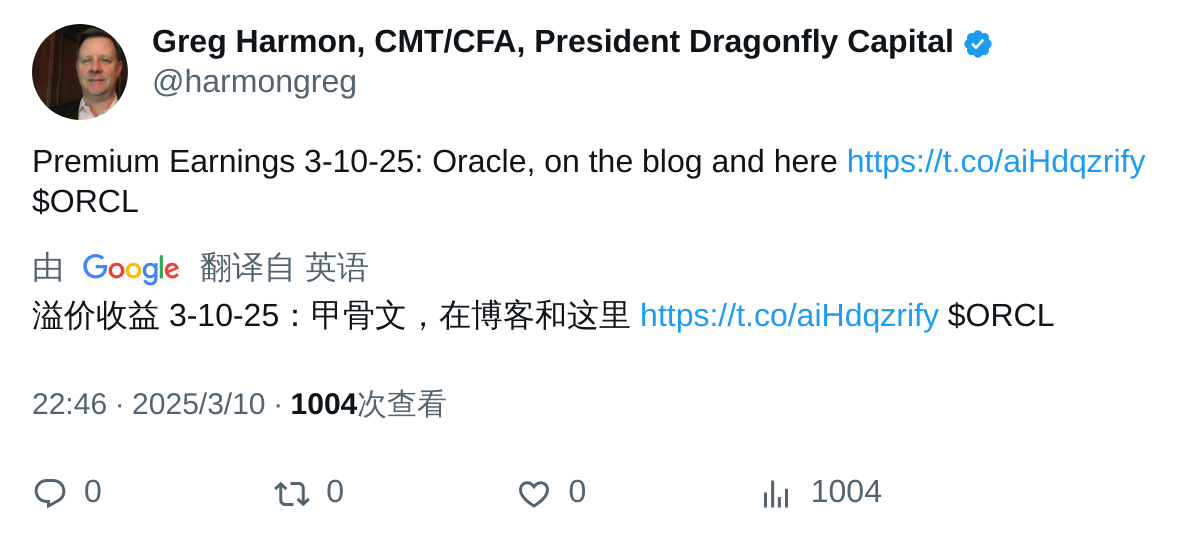 Greg Harmon, CMT/CFA, President Dragonfly Capital
@harmongreg
Premium Earnings 3-10-25: Oracle, on the blog and here https://t.co/aiHdqzrify
$ORCL
由 Google 翻译自 英语
溢价收益 3-10-25：甲骨文，在博客和这里 https://t.co/aiHdqzrify $ORCL
22:46 · 2025/3/10 · 1004次查看
0 0 0 1004